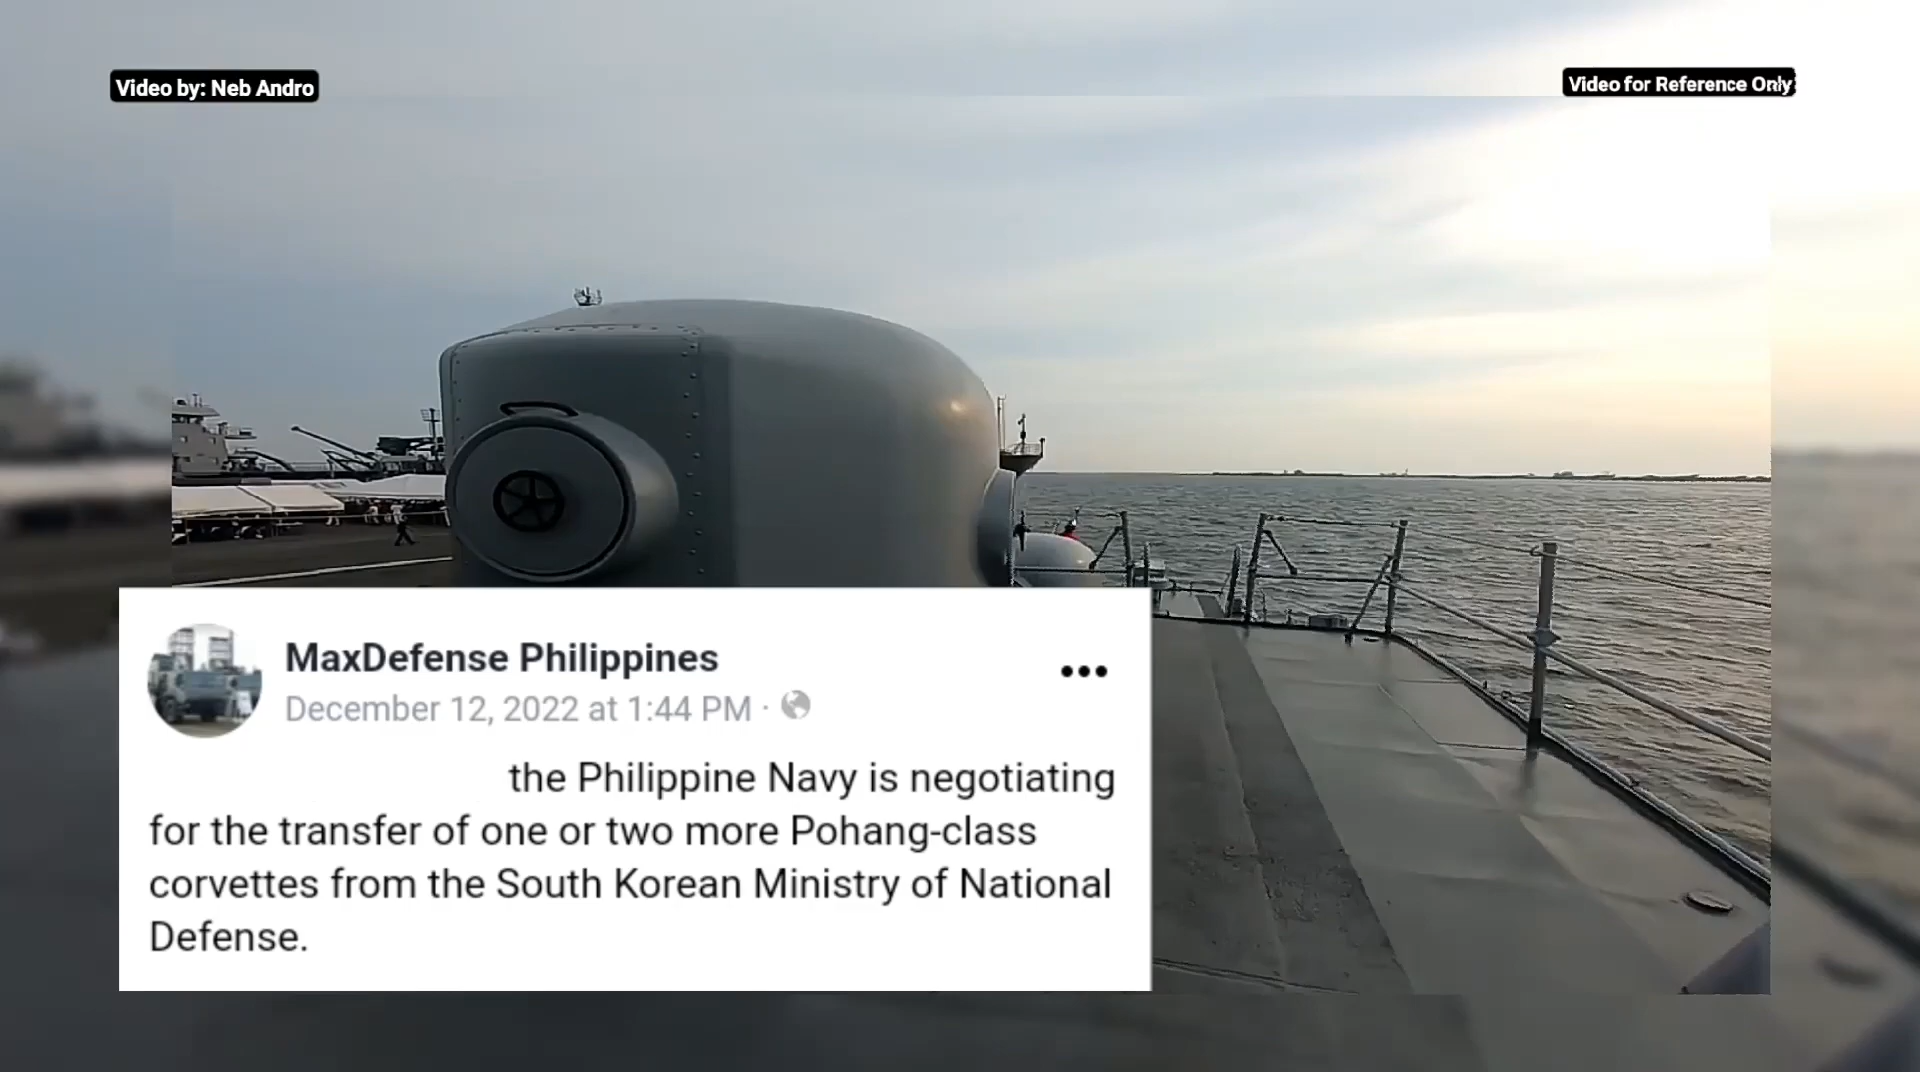 Video by: Neb Andro
Video for Reference Only
MaxDefense Philippines
December 12, 2022 at 1:44 PM ·
the Philippine Navy is negotiating
for the transfer of one or two more Pohang-class
corvettes from the South Korean Ministry of National
Defense.